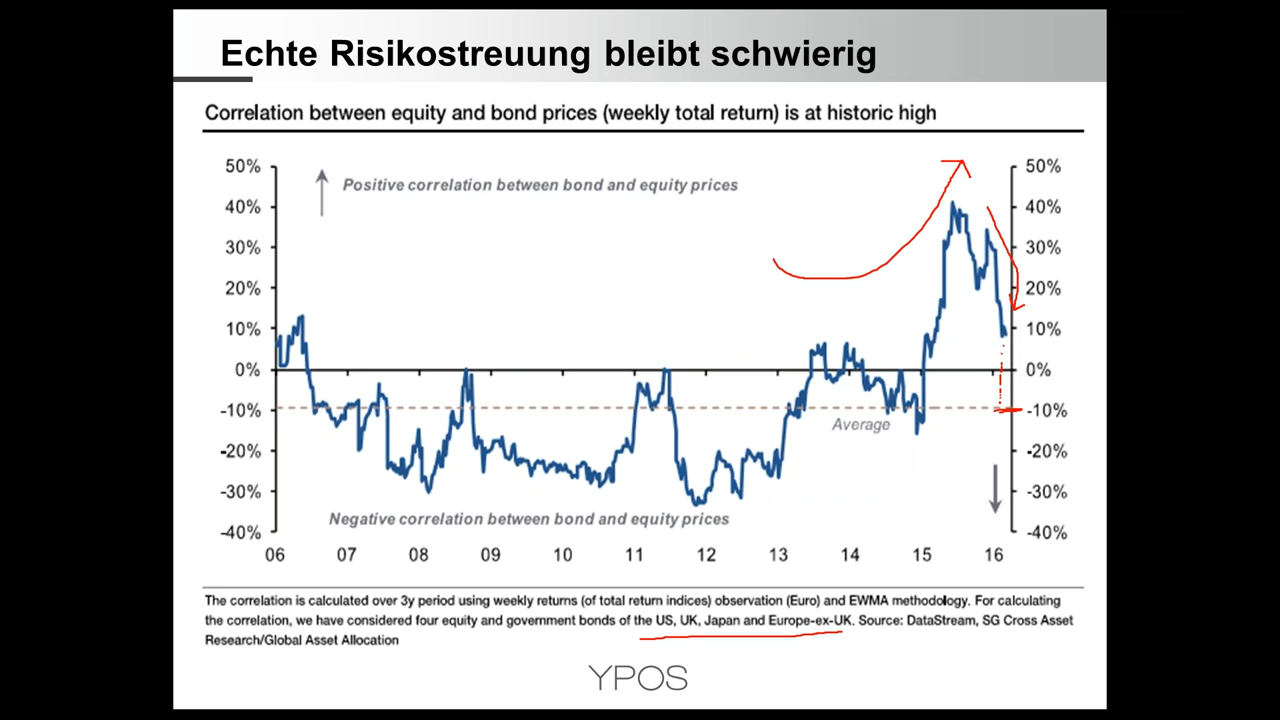 Echte Risikostreuung bleibt schwierig
Correlation between equity and bond prices (weekly total return) is at historic high
50% 50%
Positive correlation between bond and equity prices
40% 40%
30% 30%
20% 20%
10% 10%
0% 0%
-10% -10%
Average
-20% -20%
-30% -30%
Negative correlation between bond and equity prices
-40% -40%
06 07 08 09 10 11 12 13 14 15 16
The correlation is calculated over 3y period using weekly returns (of total return indices) observation (Euro) and EWMA methodology. For calculating
the correlation, we have considered four equity and government bonds of the US, UK, Japan and Europe-ex-UK. Source: DataStream, SG Cross Asset
Research/Global Asset Allocation
YPOS